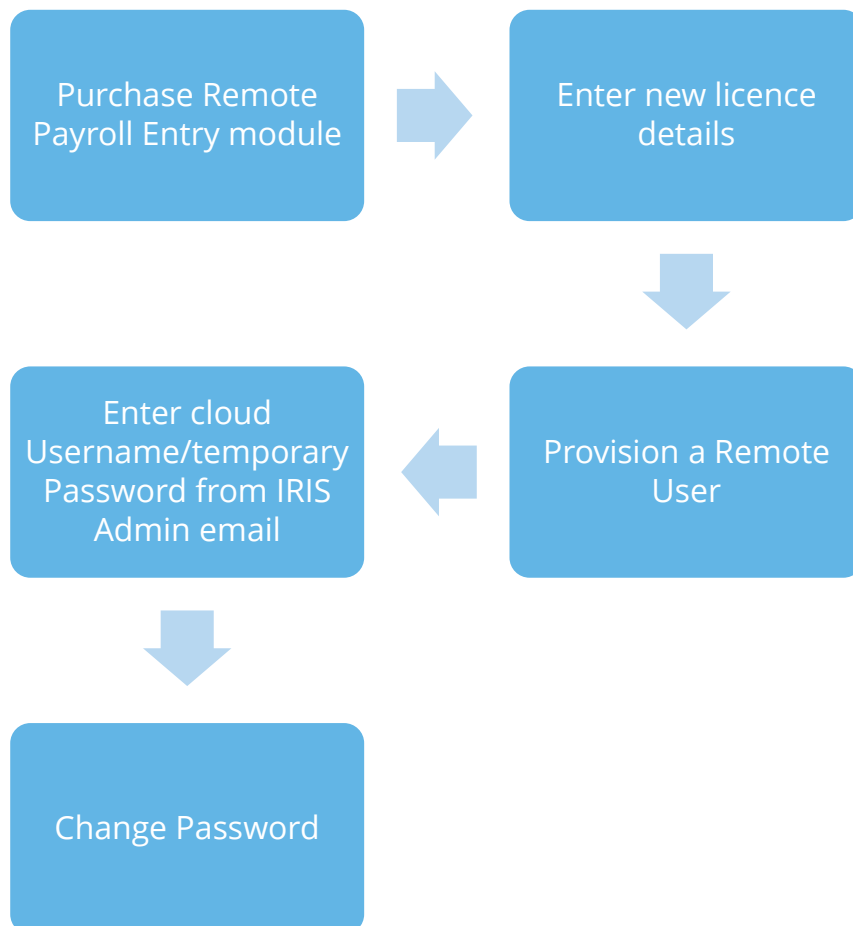 Purchase Remote
Payroll Entry module
Enter new licence
details
Provision a Remote
User
Enter cloud
Username/temporary
Password from IRIS
Admin email
Change Password